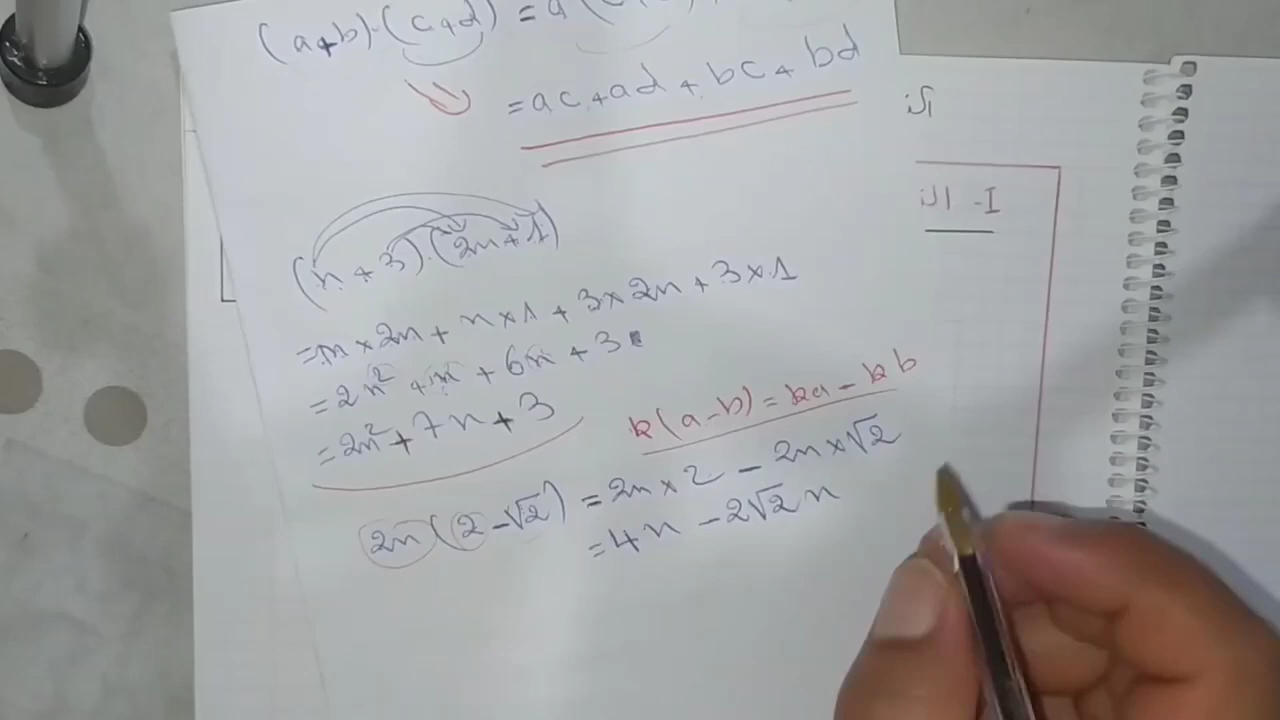 (a+b).(c+d) = a(
= ac+ad+bc+bd
(x+3).(2x+1)
= x×2x + x×1 + 3×2x + 3×1
= 2x² + x + 6x + 3
= 2x² + 7x + 3
k(a-b) = ka - kb
2x(2-√2) = 2x×2 - 2x×√2
= 4x - 2√2x